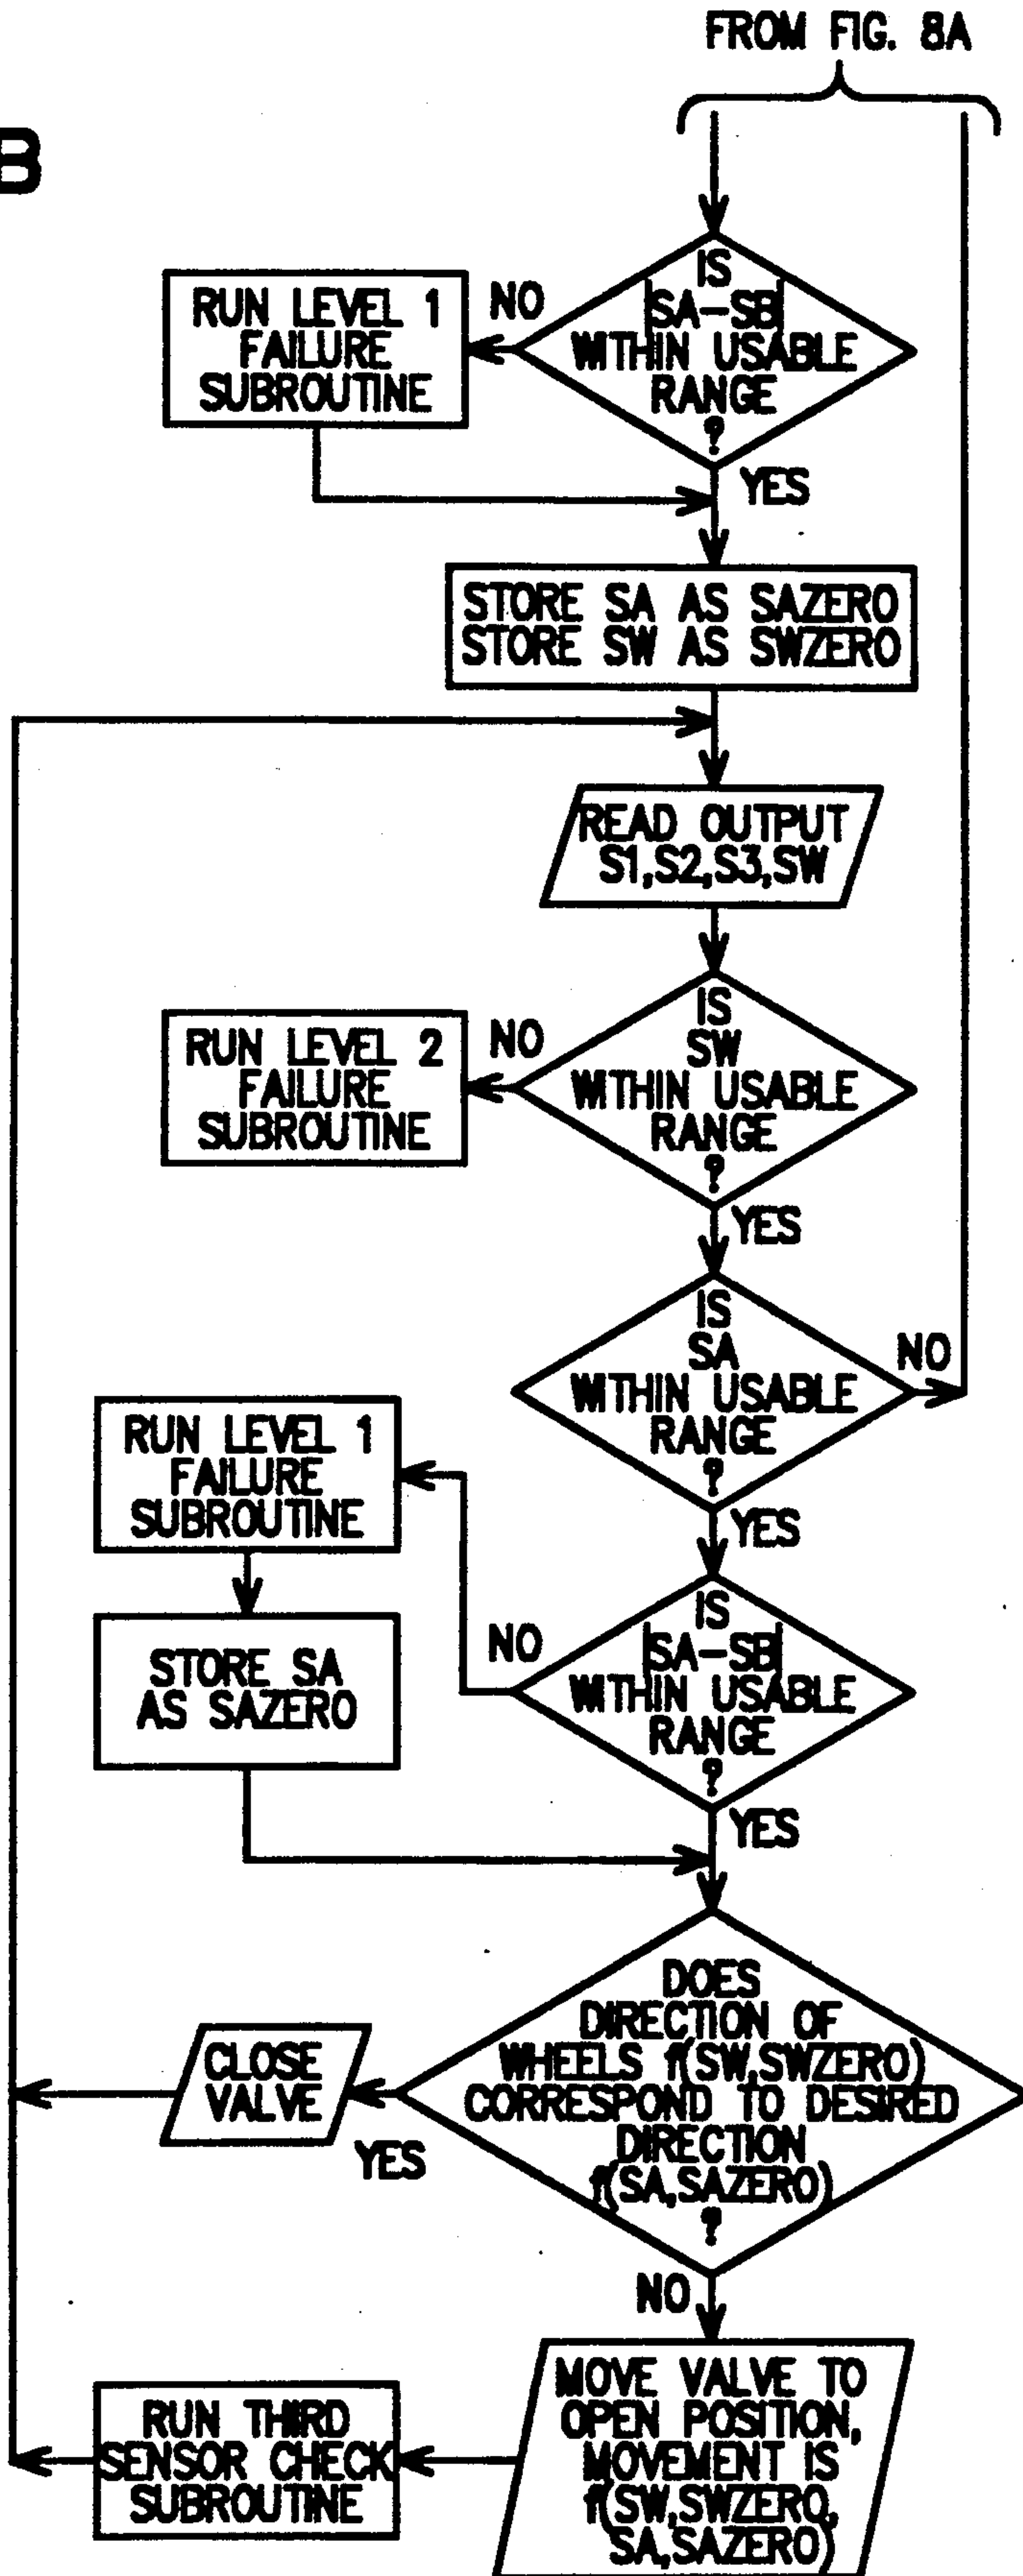 FROM FIG. 8A
B
IS
|SA-SB|
WITHIN USABLE
RANGE
?
NO
RUN LEVEL 1
FAILURE
SUBROUTINE
YES
STORE SA AS SAZERO
STORE SW AS SWZERO
READ OUTPUT
S1,S2,S3,SW
IS
SW
WITHIN USABLE
RANGE
?
NO
RUN LEVEL 2
FAILURE
SUBROUTINE
YES
IS
SA
WITHIN USABLE
RANGE
?
NO
YES
IS
|SA-SB|
WITHIN USABLE
RANGE
?
NO
RUN LEVEL 1
FAILURE
SUBROUTINE
STORE SA
AS SAZERO
YES
DOES
DIRECTION OF
WHEELS f(SW,SWZERO)
CORRESPOND TO DESIRED
DIRECTION
f(SA,SAZERO)
?
YES
CLOSE
VALVE
NO
MOVE VALVE TO
OPEN POSITION,
MOVEMENT IS
f(SW,SWZERO,
SA,SAZERO)
RUN THIRD
SENSOR CHECK
SUBROUTINE